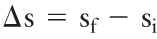 Δs = s_f − s_i